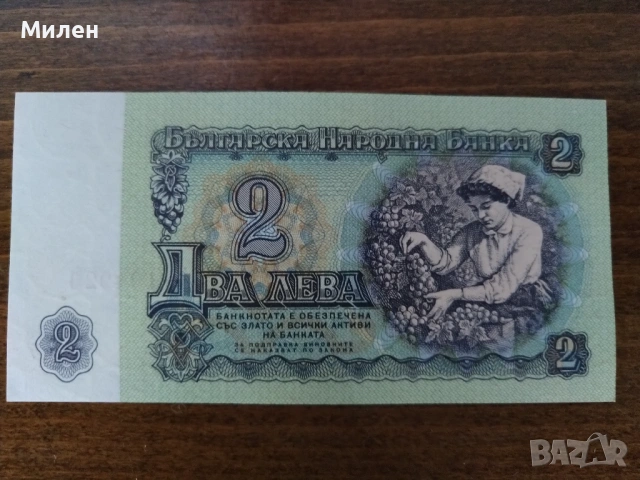 Милен
Българска Народна Банка
2
2
Два лева
Банкнотата е обезпечена
със злато и всички активи
на банката
За подправка виновните
се наказват по закона
2
2
BAZAR